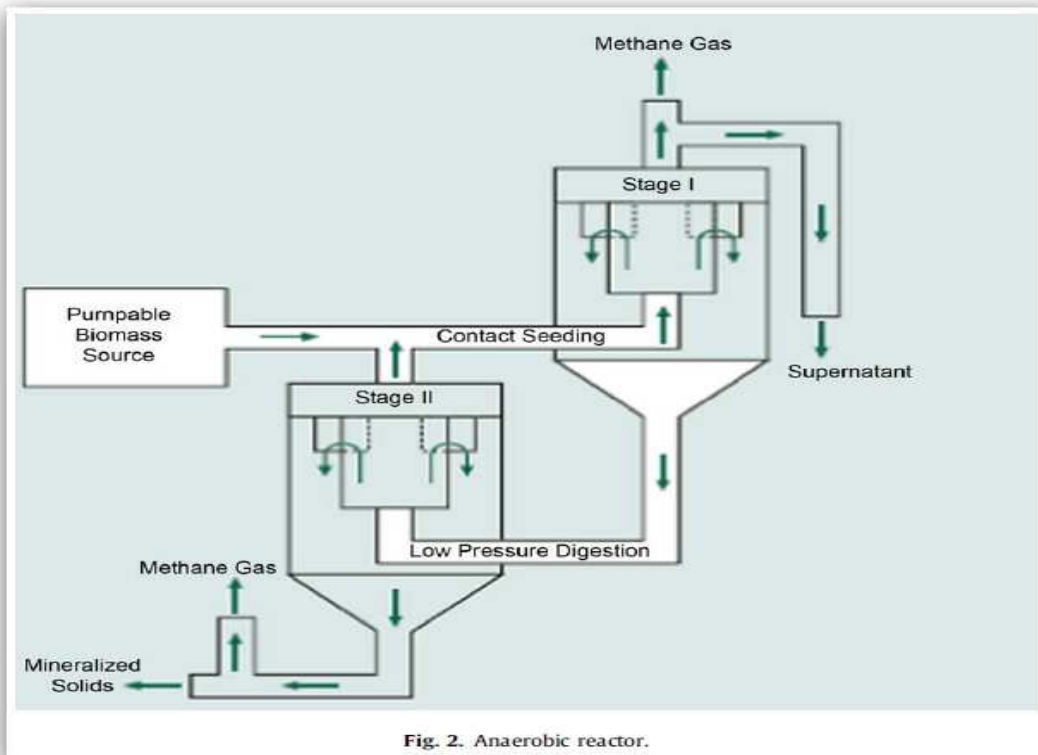 Methane Gas
Stage I
Purnpable
Biomass
Source
Contact Seeding
Supernatant
Stage II
Low Pressure Digestion
Methane Gas
Mineralized
Solids
Fig. 2. Anaerobic reactor.